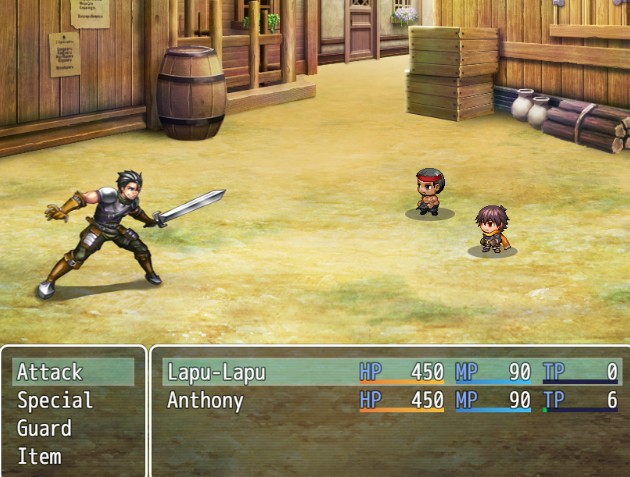 Attack
Special
Guard
Item
Lapu-Lapu HP 450 MP 90 TP 0
Anthony HP 450 MP 90 TP 6